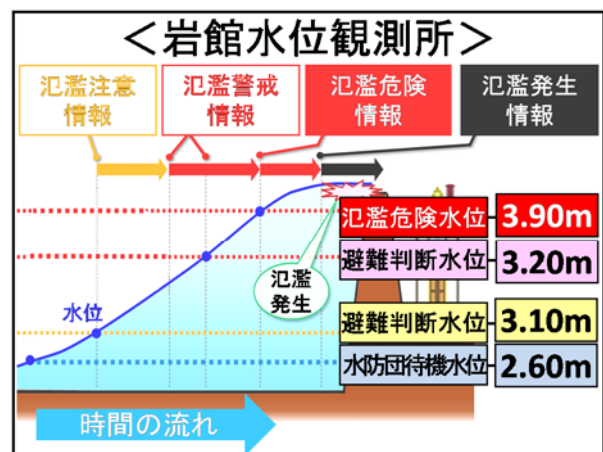 ＜岩館水位観測所＞
氾濫注意
情報
氾濫警戒
情報
氾濫危険
情報
氾濫発生
情報
氾濫危険水位 3.90m
避難判断水位 3.20m
氾濫
発生
水位
避難判断水位 3.10m
水防団待機水位 2.60m
時間の流れ